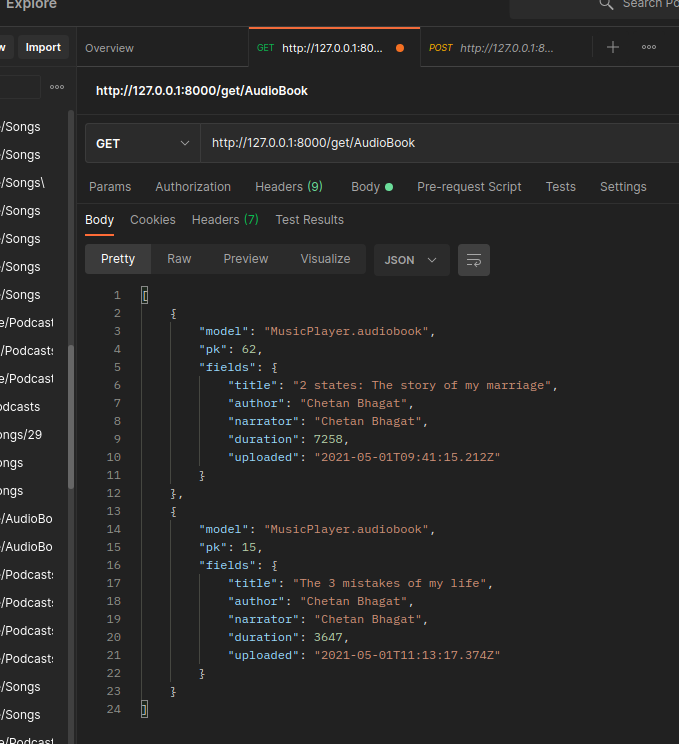 Explore
Search Po
w Import
Overview
GET http://127.0.0.1:80...
POST http://127.0.0.1:8...
http://127.0.0.1:8000/get/AudioBook
GET http://127.0.0.1:8000/get/AudioBook
Params Authorization Headers (9) Body Pre-request Script Tests Settings
Body Cookies Headers (7) Test Results
Pretty Raw Preview Visualize JSON
1 [
2 {
3 "model": "MusicPlayer.audiobook",
4 "pk": 62,
5 "fields": {
6 "title": "2 states: The story of my marriage",
7 "author": "Chetan Bhagat",
8 "narrator": "Chetan Bhagat",
9 "duration": 7258,
10 "uploaded": "2021-05-01T09:41:15.212Z"
11 }
12 },
13 {
14 "model": "MusicPlayer.audiobook",
15 "pk": 15,
16 "fields": {
17 "title": "The 3 mistakes of my life",
18 "author": "Chetan Bhagat",
19 "narrator": "Chetan Bhagat",
20 "duration": 3647,
21 "uploaded": "2021-05-01T11:13:17.374Z"
22 }
23 }
24 ]
/Songs
/Songs
/Songs\
/Songs
/Songs
/Songs
/Songs
e/Podcast
/Podcasts
e/Podcast
odcasts
ongs/29
ongs
ongs
/AudioBo
/AudioBo
/Podcasts
/Podcasts
/Podcasts
/Podcasts
/Songs
/Songs
/Podcasts